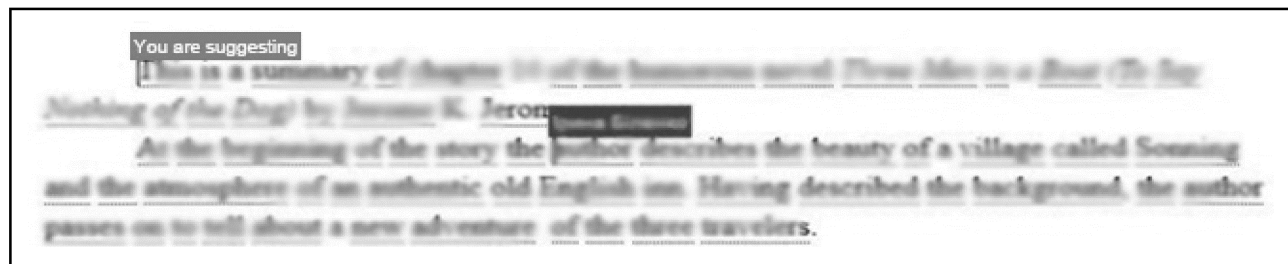 You are suggesting
This is a summary of chapter of the humorous novel Three Men in a Boat (To Say
Nothing of the Dog) by Jerome K. Jerom
At the beginning of the story the author describes the beauty of a village called Sonning
and the atmosphere of an authentic old English inn. Having described the background, the author
passes on to tell about a new adventure of the three travelers.